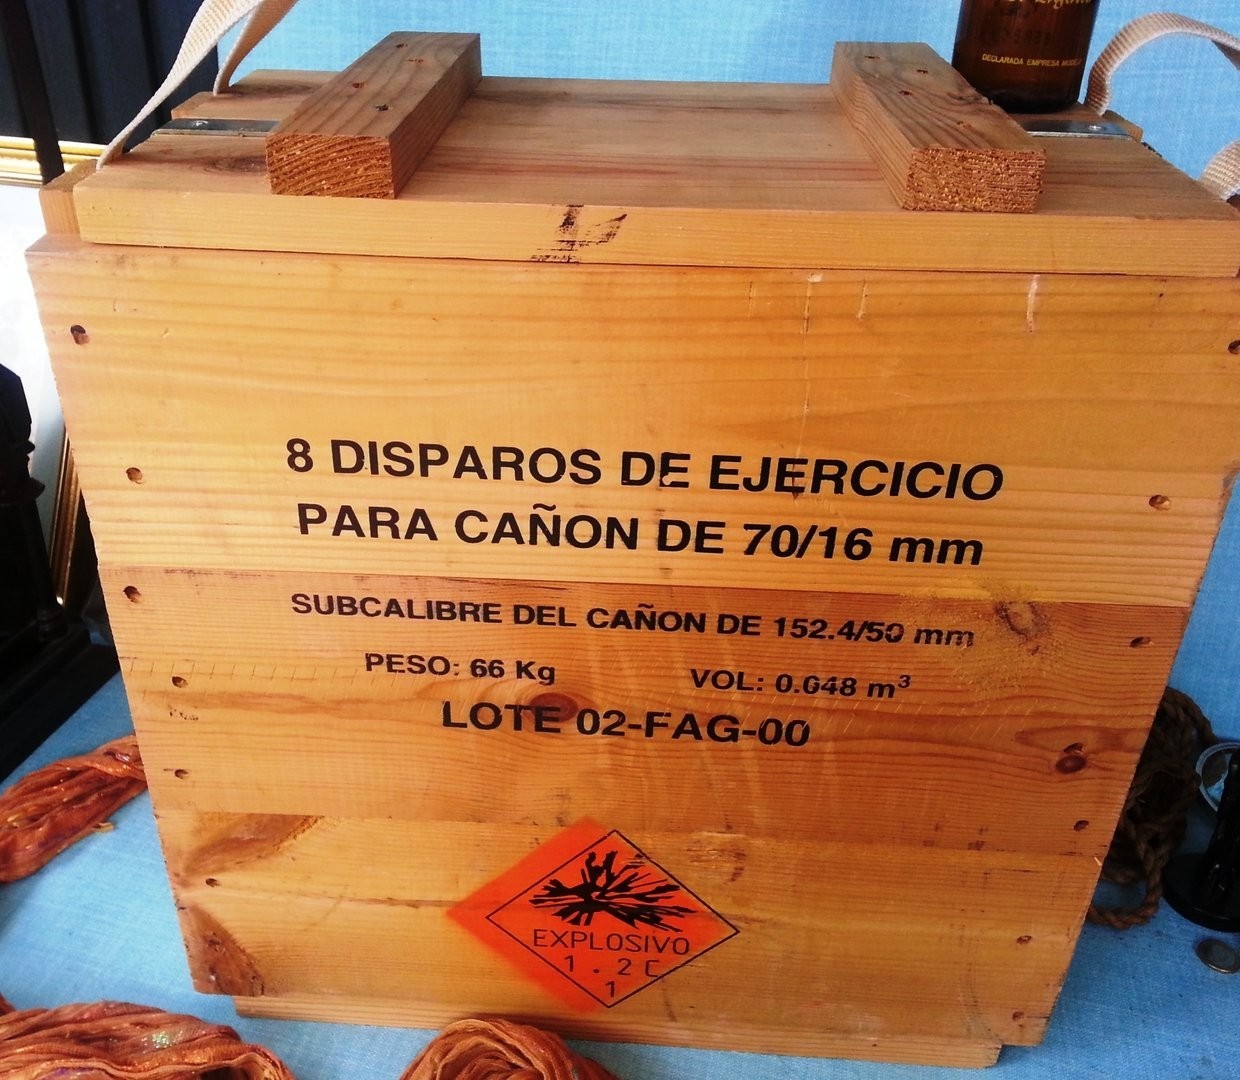 DECLARADA EMPRESA MODELO
8 DISPAROS DE EJERCICIO
PARA CAÑON DE 70/16 mm
SUBCALIBRE DEL CAÑON DE 152.4/50 mm
PESO: 66 Kg VOL: 0.048 m³
LOTE 02-FAG-00
EXPLOSIVO
1.2 C
1